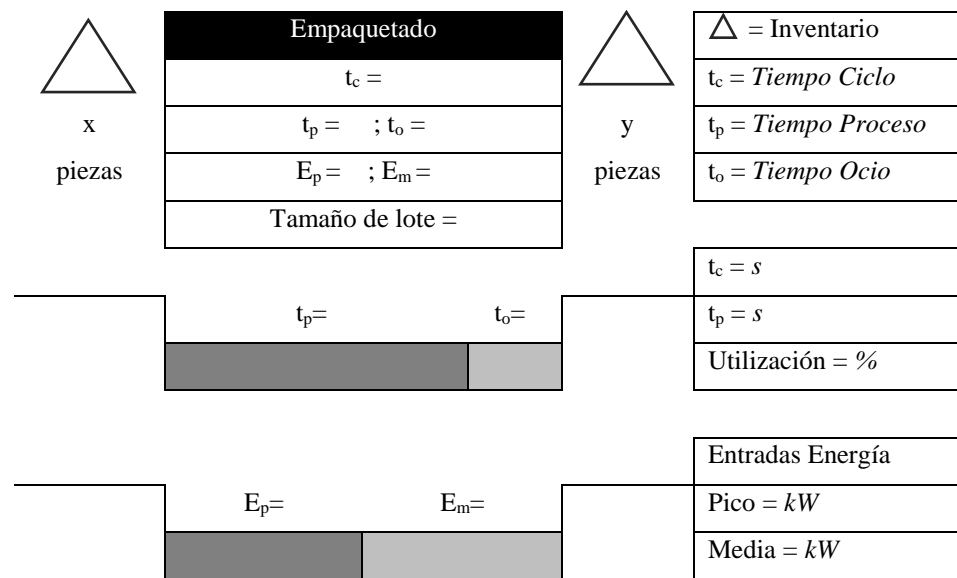 Empaquetado
△ = Inventario
t_c =
t_c = Tiempo Ciclo
x
t_p = ; t_o =
y
t_p = Tiempo Proceso
piezas
E_p = ; E_m =
piezas
t_o = Tiempo Ocio
Tamaño de lote =
t_c = s
t_p= t_o=
t_p = s
Utilización = %
Entradas Energía
E_p= E_m=
Pico = kW
Media = kW